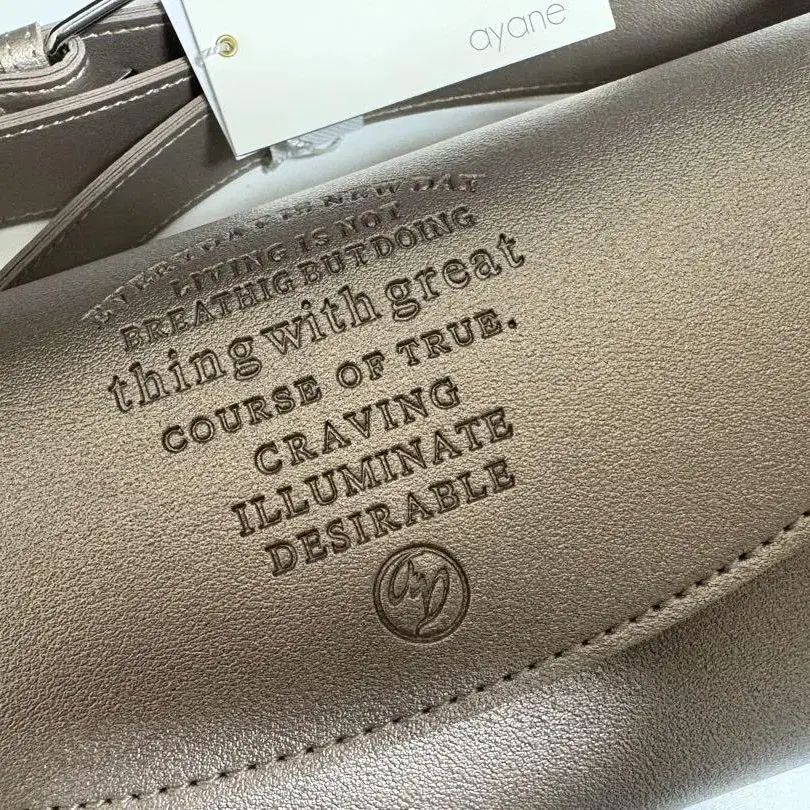 ayane
EVERYDAY IS NEW DAY
LIVING IS NOT
BREATHIG BUT DOING
thing with great
COURSE OF TRUE.
CRAVING
ILLUMINATE
DESIRABLE